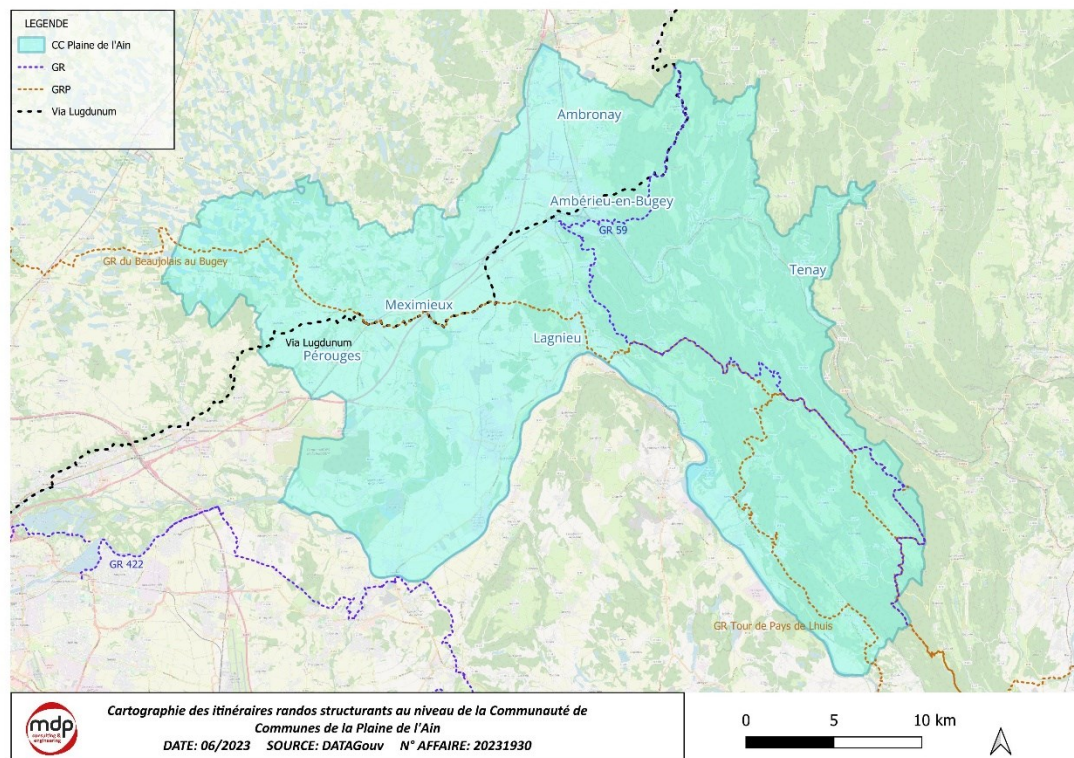 LEGENDE
CC Plaine de l'Ain
GR
GRP
Via Lugdunum
Ambronay
Ambérieu-en-Bugey
GR 59
GR du Beaujolais au Bugey
Tenay
Meximieux
Via Lugdunum
Lagnieu
Pérouges
GR 422
GR Tour de Pays de Lhuis
mdp
consulting &
engineering
Cartographie des itinéraires randos structurants au niveau de la Communauté de
Communes de la Plaine de l'Ain
DATE: 06/2023 SOURCE: DATAGouv N° AFFAIRE: 20231930
0 5 10 km